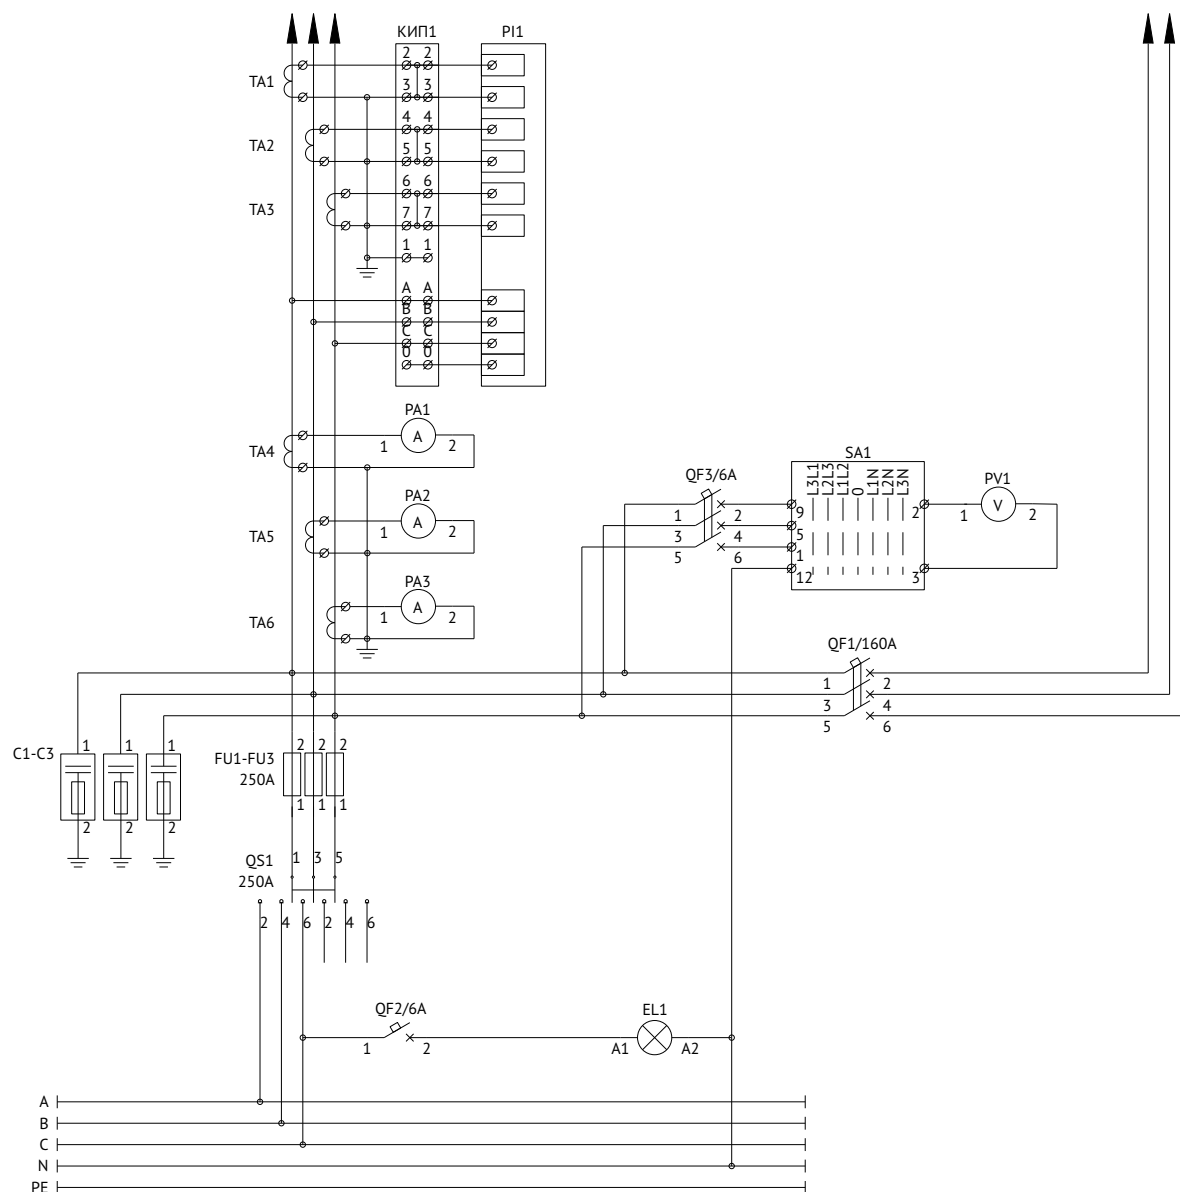 КИП1 PI1
2 2
TA1
3 3
4 4
TA2
5 5
6 6
TA3
7 7
1 1
A A
B B
C C
0 0
PA1
A
1 2
TA4
SA1
L3L1 L2L3 L1L2 0 L1N L2N L3N
QF3/6A
PV1
V
1 2
PA2
A
1 2
1 2
9 2
TA5
3 4
5
5 6
1
12 3
PA3
A
1 2
TA6
QF1/160A
1 2
3 4
5 6
C1-C3
1 1 1
2 2 2
FU1-FU3
250A
2 2 2
1 1 1
QS1
250A
1 3 5
2 4 6 2 4 6
QF2/6A
1 2
EL1
A1 A2
A
B
C
N
PE